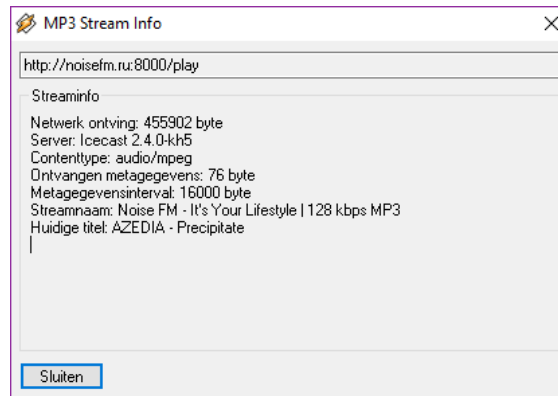 MP3 Stream Info
http://noisefm.ru:8000/play
Streaminfo
Netwerk ontving: 455902 byte
Server: Icecast 2.4.0-kh5
Contenttype: audio/mpeg
Ontvangen metagegevens: 76 byte
Metagegevensinterval: 16000 byte
Streamnaam: Noise FM - It's Your Lifestyle | 128 kbps MP3
Huidige titel: AZEDIA - Precipitate
Sluiten